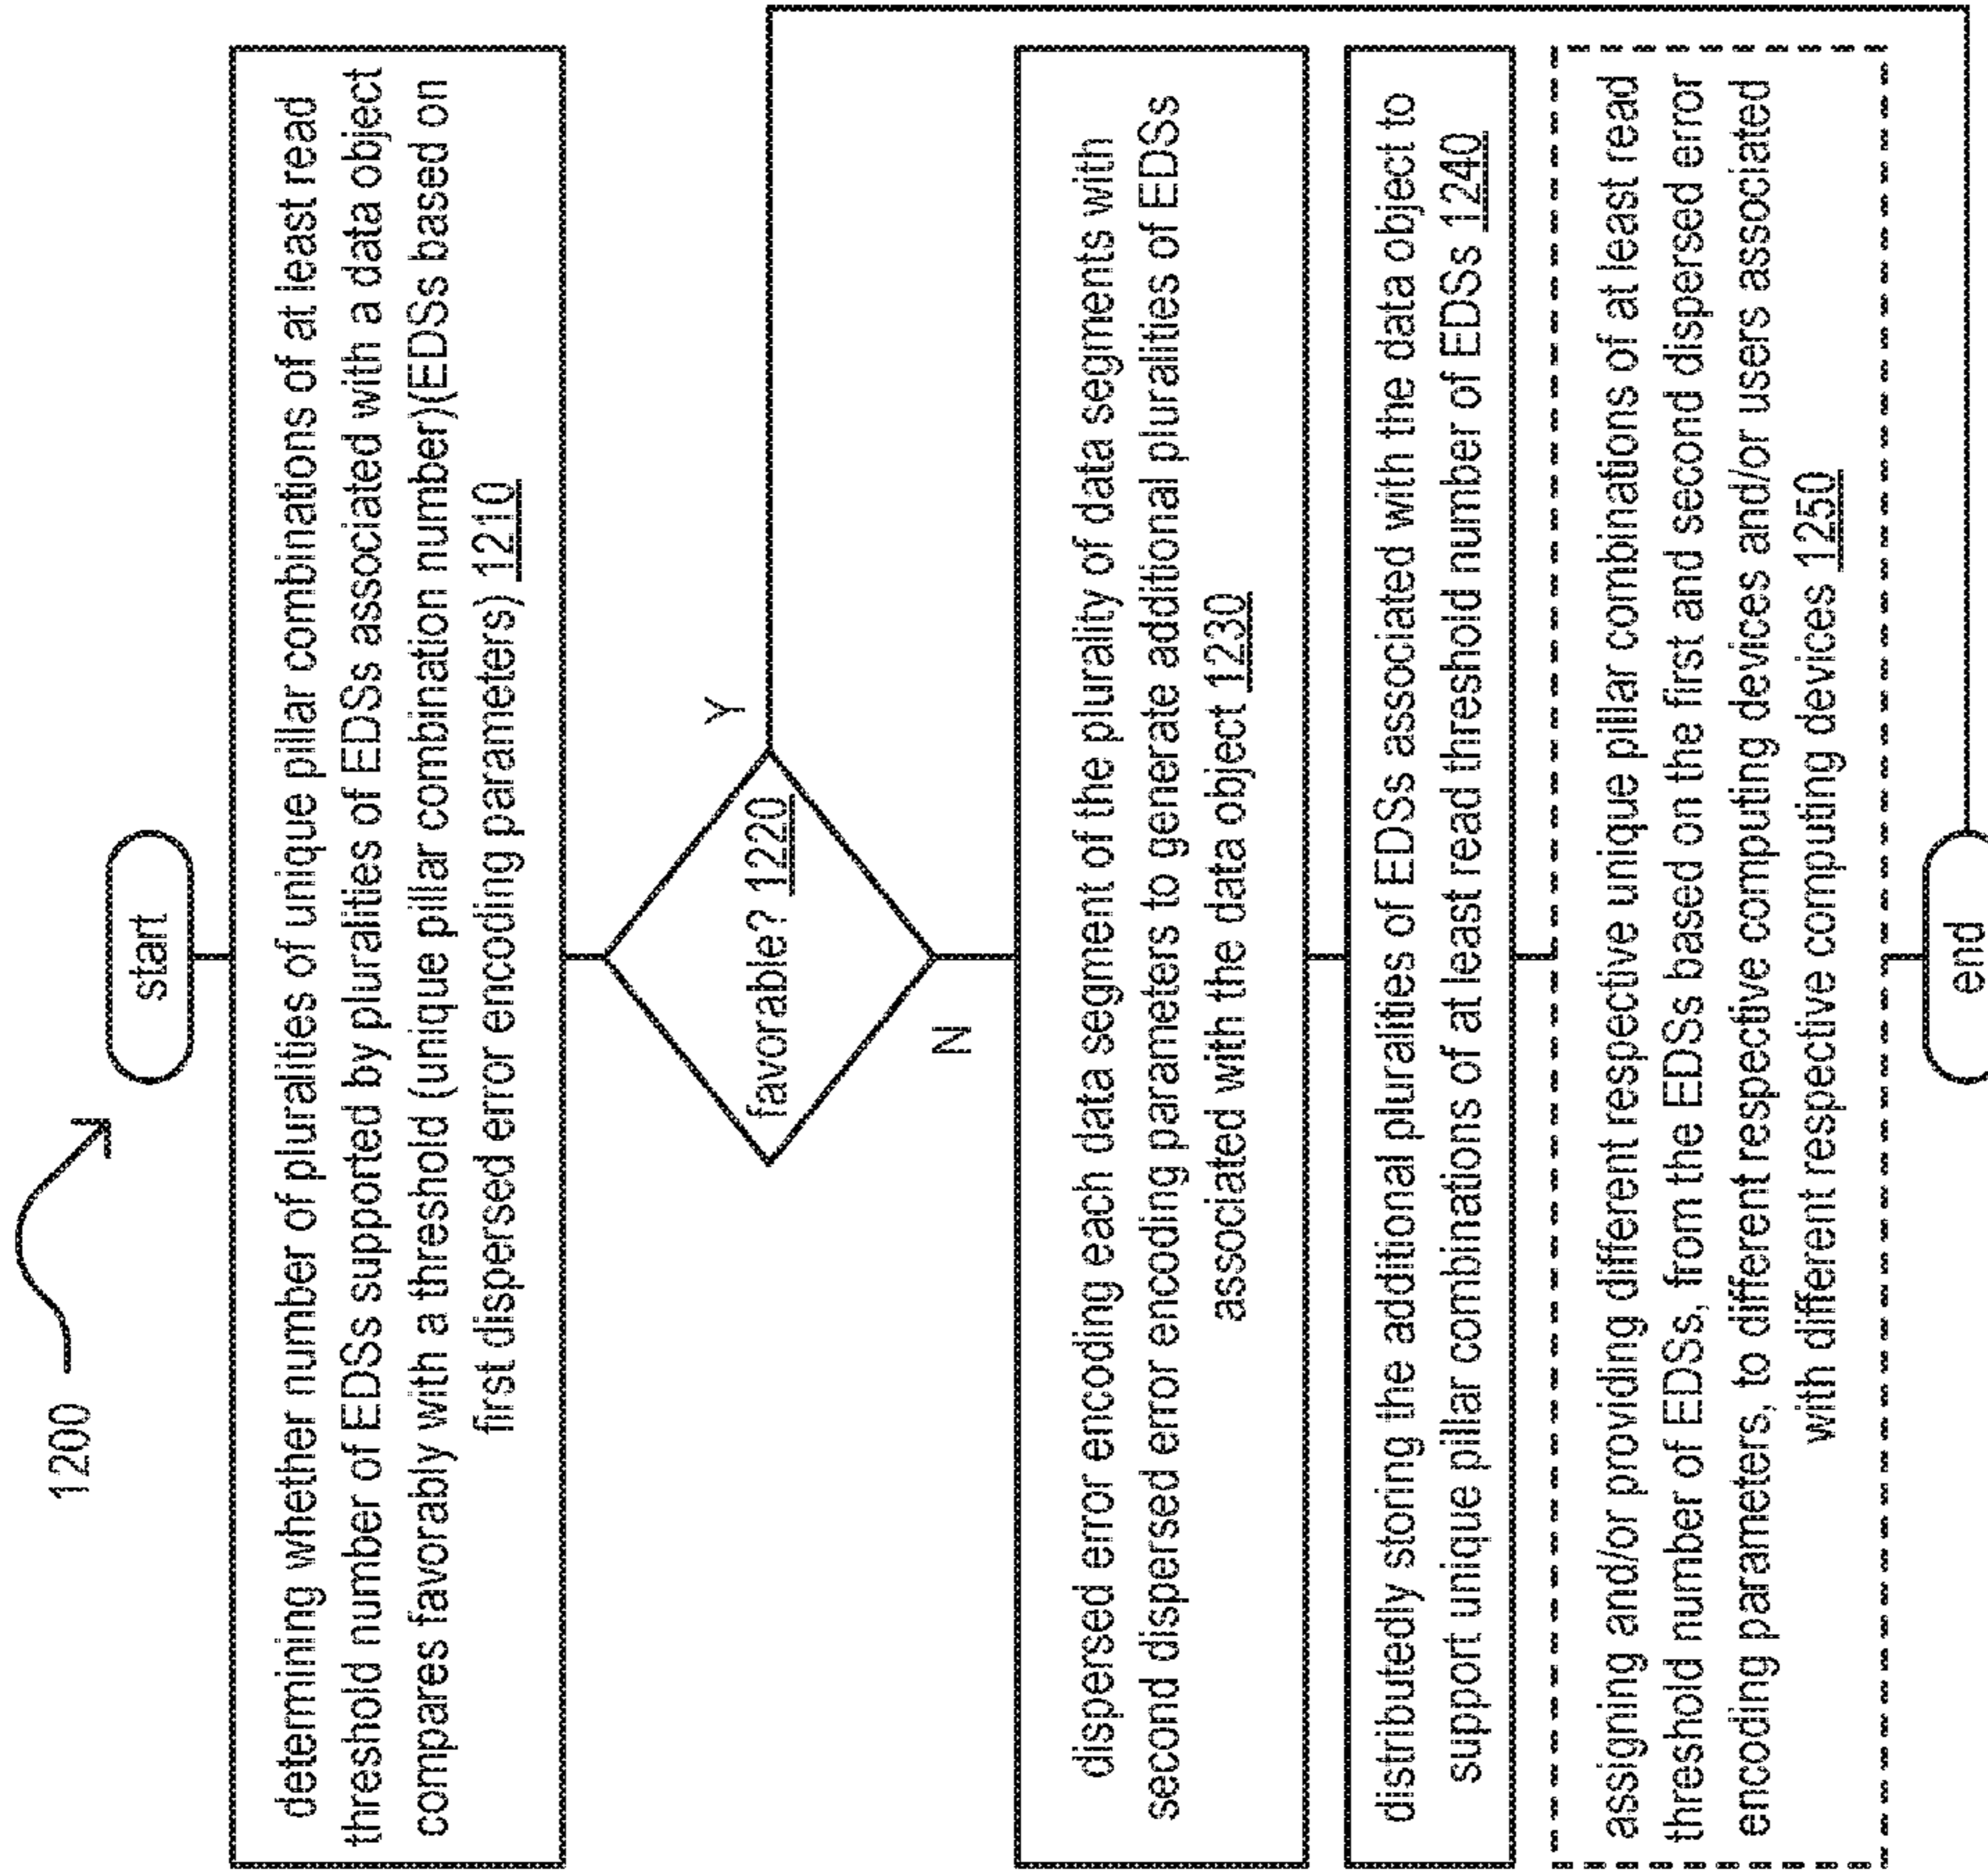 1200
start
determining whether number of pluralities of unique pillar combinations of at least read
threshold number of EDSs supported by pluralities of EDSs associated with a data object
compares favorably with a threshold (unique pillar combination number)(EDSs based on
first dispersed error encoding parameters) 1210
favorable? 1220
Y
N
dispersed error encoding each data segment of the plurality of data segments with
second dispersed error encoding parameters to generate additional pluralities of EDSs
associated with the data object 1230
distributedly storing the additional pluralities of EDSs associated with the data object to
support unique pillar combinations of at least read threshold number of EDSs 1240
assigning and/or providing different respective unique pillar combinations of at least read
threshold number of EDSs, from the EDSs based on the first and second dispersed error
encoding parameters, to different respective computing devices and/or users associated
with different respective computing devices 1250
end